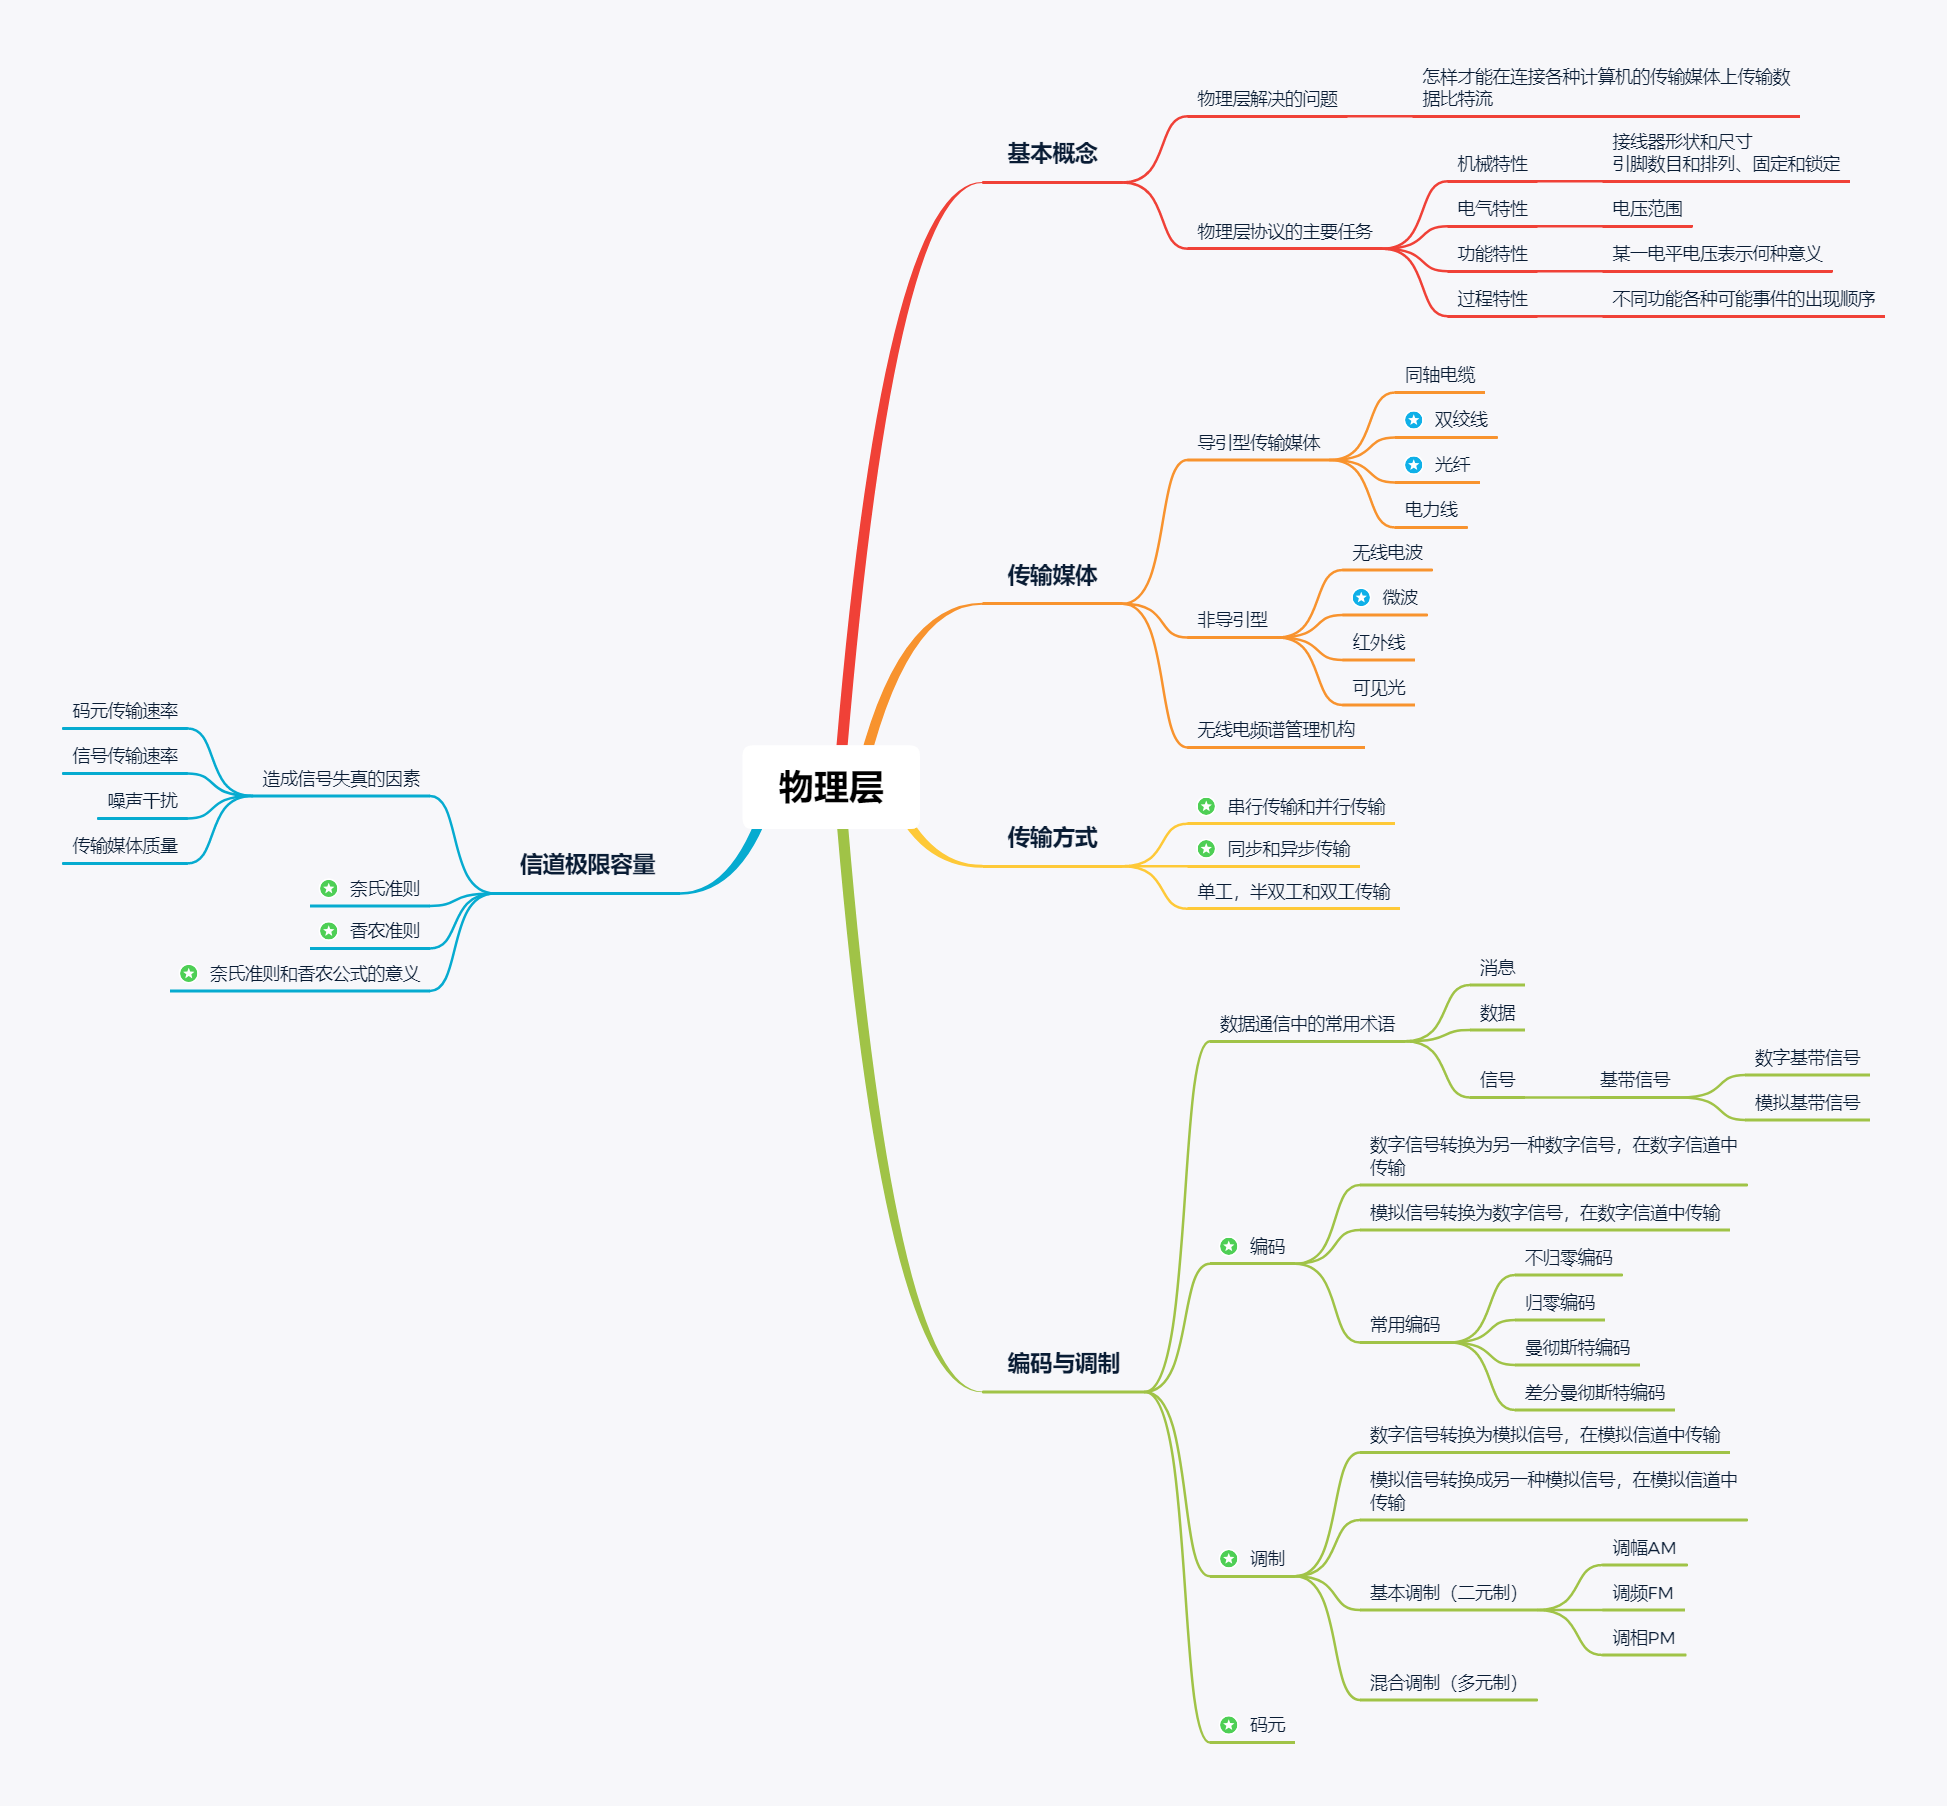 物理层
基本概念
物理层解决的问题
怎样才能在连接各种计算机的传输媒体上传输数
据比特流
物理层协议的主要任务
机械特性
接线器形状和尺寸
引脚数目和排列、固定和锁定
电气特性
电压范围
功能特性
某一电平电压表示何种意义
过程特性
不同功能各种可能事件的出现顺序
传输媒体
导引型传输媒体
同轴电缆
双绞线
光纤
电力线
非导引型
无线电波
微波
红外线
可见光
无线电频谱管理机构
传输方式
串行传输和并行传输
同步和异步传输
单工，半双工和双工传输
编码与调制
数据通信中的常用术语
消息
数据
信号
基带信号
数字基带信号
模拟基带信号
编码
数字信号转换为另一种数字信号，在数字信道中
传输
模拟信号转换为数字信号，在数字信道中传输
常用编码
不归零编码
归零编码
曼彻斯特编码
差分曼彻斯特编码
调制
数字信号转换为模拟信号，在模拟信道中传输
模拟信号转换成另一种模拟信号，在模拟信道中
传输
基本调制（二元制）
调幅AM
调频FM
调相PM
混合调制（多元制）
码元
信道极限容量
造成信号失真的因素
码元传输速率
信号传输速率
噪声干扰
传输媒体质量
奈氏准则
香农准则
奈氏准则和香农公式的意义